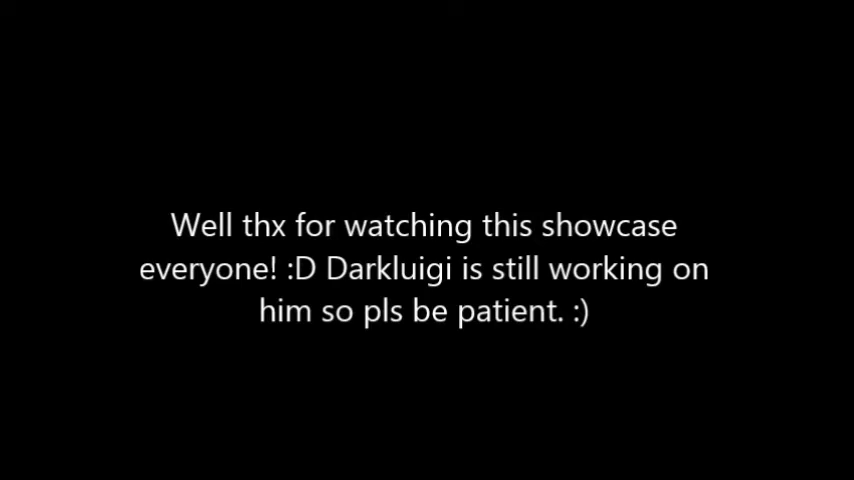 Well thx for watching this showcase
everyone! :D Darkluigi is still working on
him so pls be patient. :)